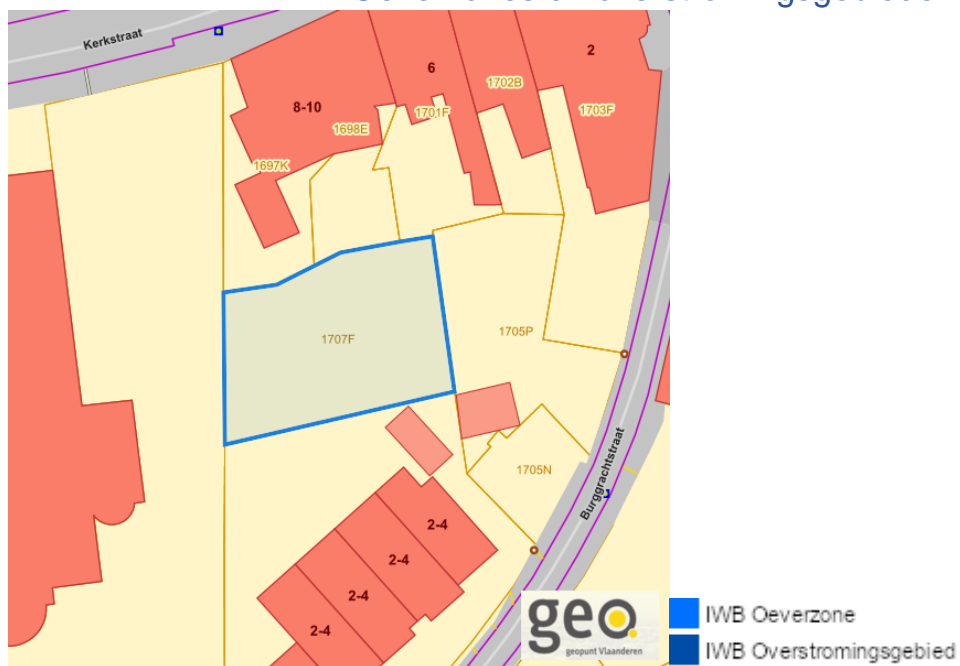 Kerkstraat
2
6
1702B
8-10
1701F
1703F
1698E
1697K
1707F
1705P
1705N
Burggrachtstraat
2-4
2-4
2-4
2-4
geo.
geopunt Vlaanderen
IWB Oeverzone
IWB Overstromingsgebied